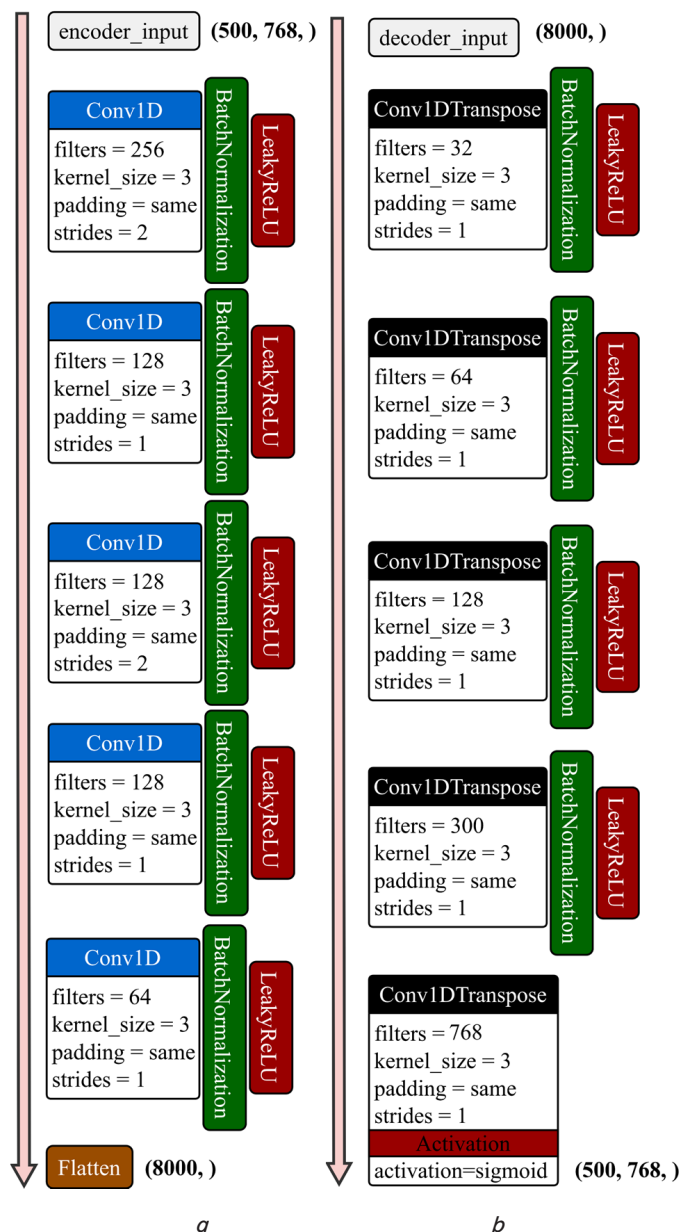 encoder_input (500, 768, )
Conv1D
filters = 256
kernel_size = 3
padding = same
strides = 2
BatchNormalization
LeakyReLU
Conv1D
filters = 128
kernel_size = 3
padding = same
strides = 1
BatchNormalization
LeakyReLU
Conv1D
filters = 128
kernel_size = 3
padding = same
strides = 2
BatchNormalization
LeakyReLU
Conv1D
filters = 128
kernel_size = 3
padding = same
strides = 1
BatchNormalization
LeakyReLU
Conv1D
filters = 64
kernel_size = 3
padding = same
strides = 1
BatchNormalization
LeakyReLU
Flatten (8000, )
a
decoder_input (8000, )
Conv1DTranspose
filters = 32
kernel_size = 3
padding = same
strides = 1
BatchNormalization
LeakyReLU
Conv1DTranspose
filters = 64
kernel_size = 3
padding = same
strides = 1
BatchNormalization
LeakyReLU
Conv1DTranspose
filters = 128
kernel_size = 3
padding = same
strides = 1
BatchNormalization
LeakyReLU
Conv1DTranspose
filters = 300
kernel_size = 3
padding = same
strides = 1
BatchNormalization
LeakyReLU
Conv1DTranspose
filters = 768
kernel_size = 3
padding = same
strides = 1
Activation
activation=sigmoid (500, 768, )
b